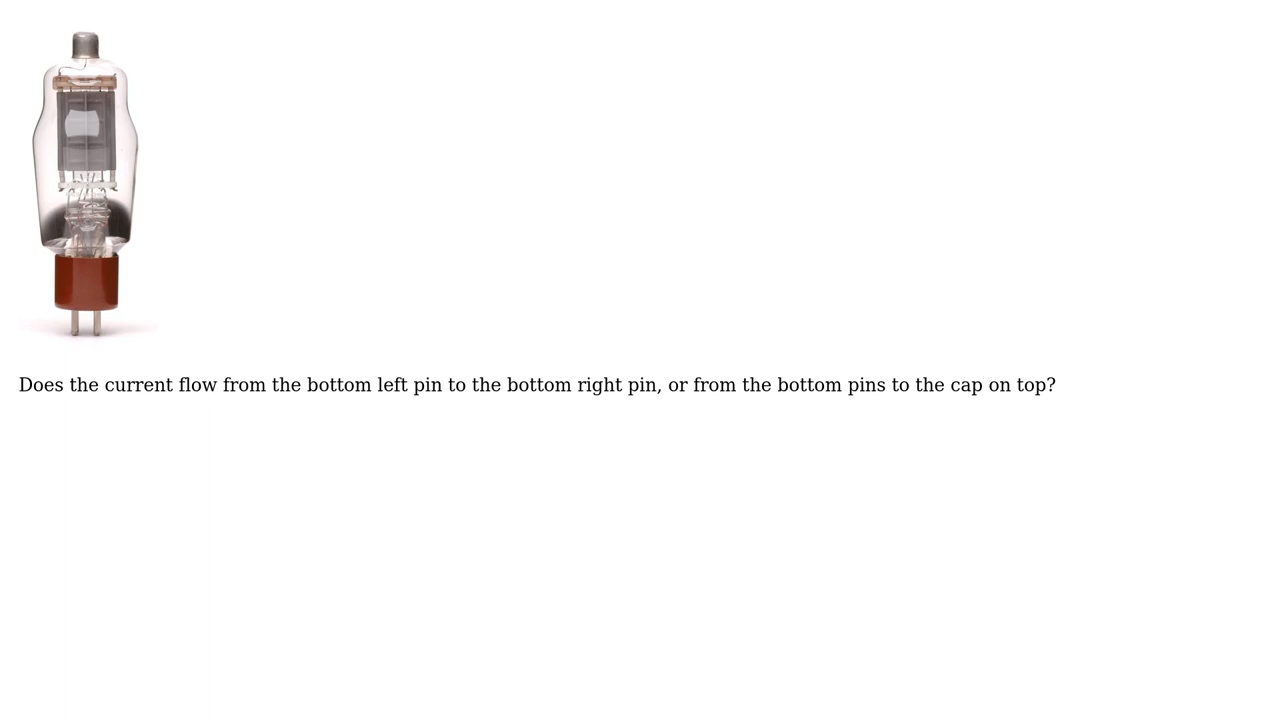 Does the current flow from the bottom left pin to the bottom right pin, or from the bottom pins to the cap on top?